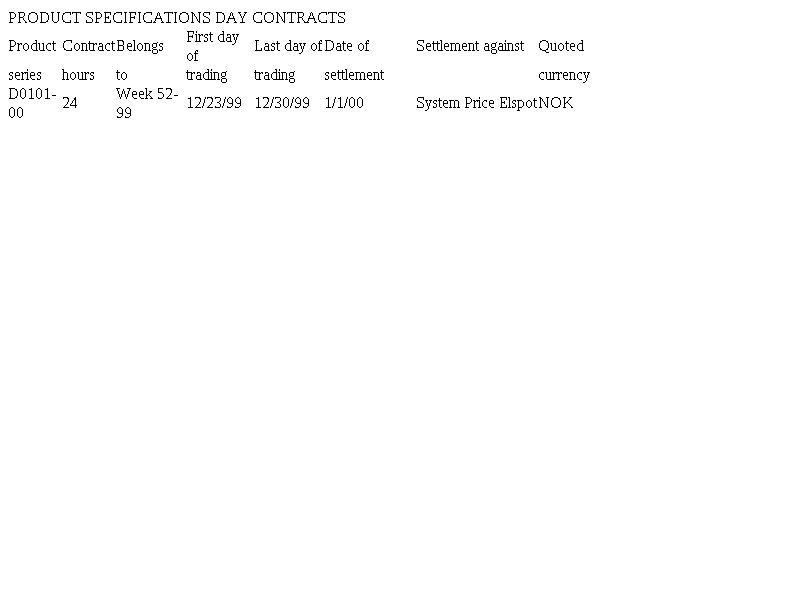 PRODUCT SPECIFICATIONS DAY CONTRACTS
Product Contract Belongs First day of Last day of Date of Settlement against Quoted
series hours to trading trading settlement currency
D0101-00 24 Week 52-99 12/23/99 12/30/99 1/1/00 System Price Elspot NOK